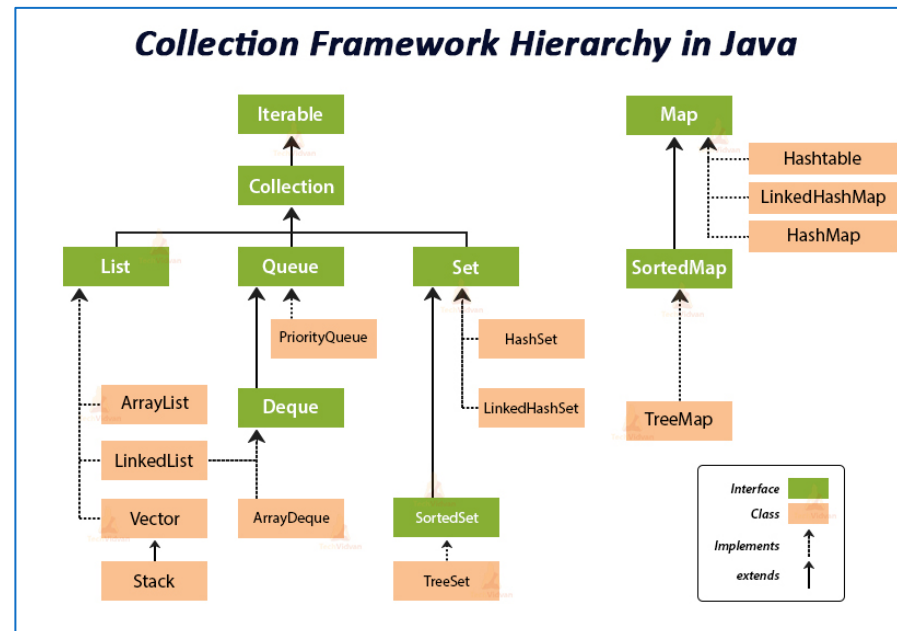 Collection Framework Hierarchy in Java
Iterable
Map
Hashtable
Collection
LinkedHashMap
HashMap
List
Queue
Set
SortedMap
PriorityQueue
HashSet
ArrayList
Deque
LinkedHashSet
TreeMap
LinkedList
Vector
ArrayDeque
SortedSet
Stack
TreeSet
Interface
Class
Implements
extends